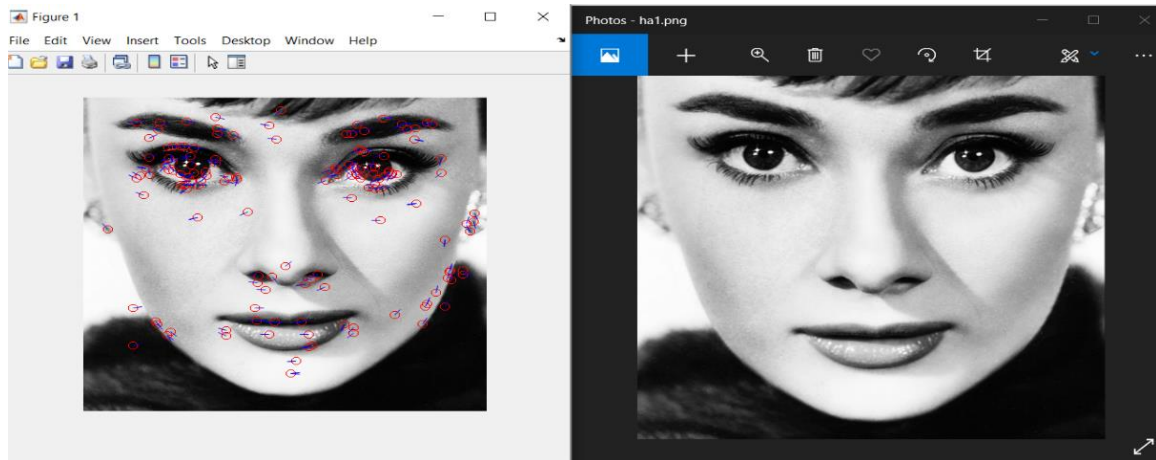 Figure 1
File Edit View Insert Tools Desktop Window Help
Photos - ha1.png